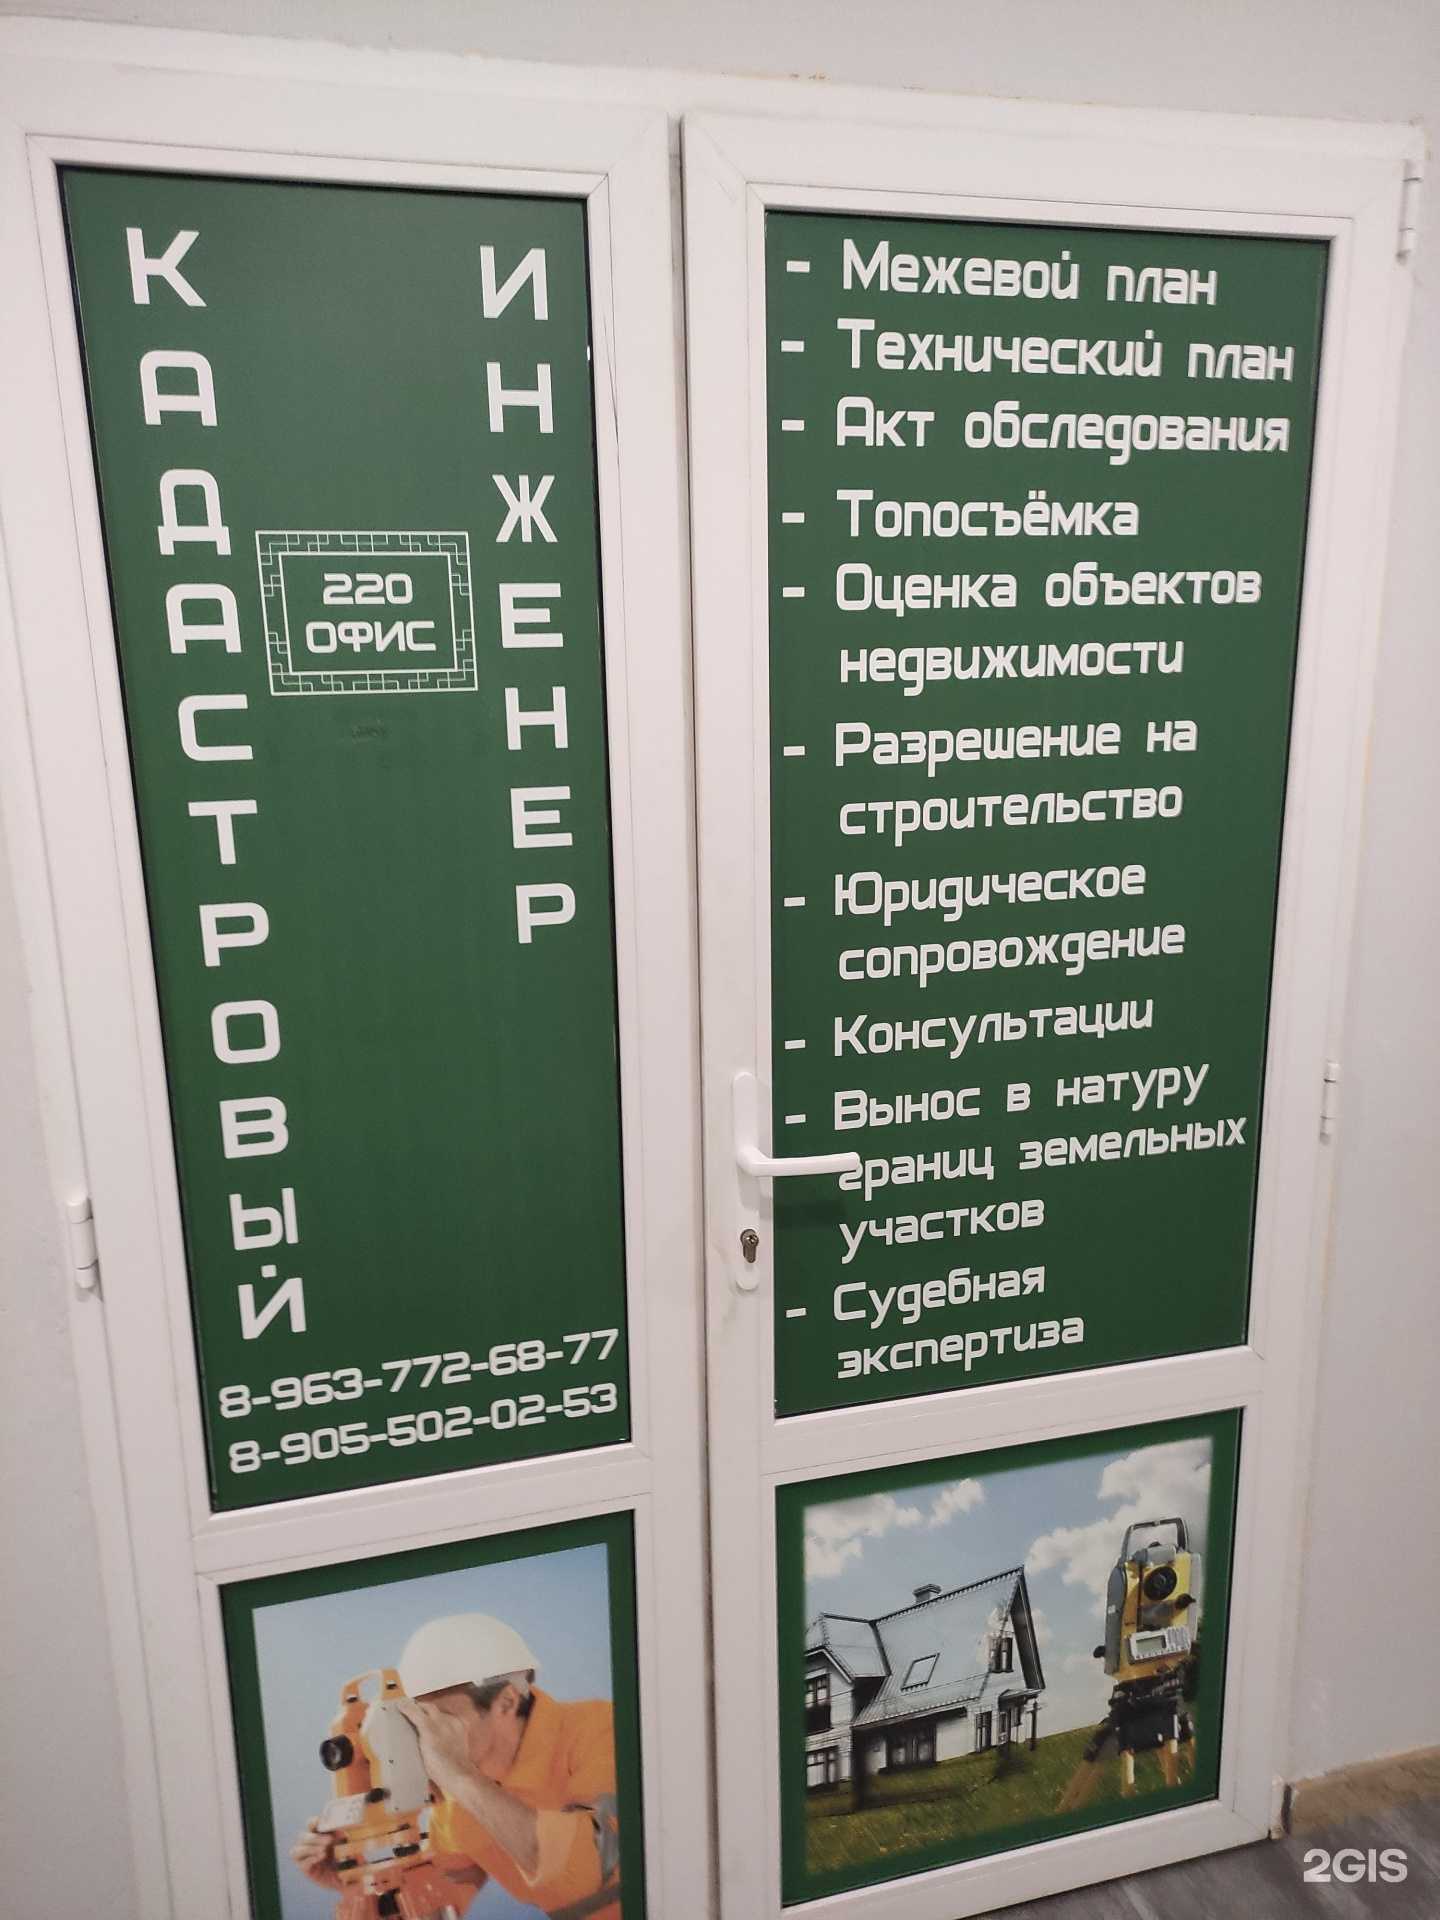 КАДАСТРОВЫЙ
ИНЖЕНЕР
220
ОФИС
8-963-772-68-77
8-905-502-02-53
- Межевой план
- Технический план
- Акт обследования
- Топосъёмка
- Оценка объектов
недвижимости
- Разрешение на
строительство
- Юридическое
сопровождение
- Консультации
- Вынос в натуру
границ земельных
участков
- Судебная
экспертиза
2GIS